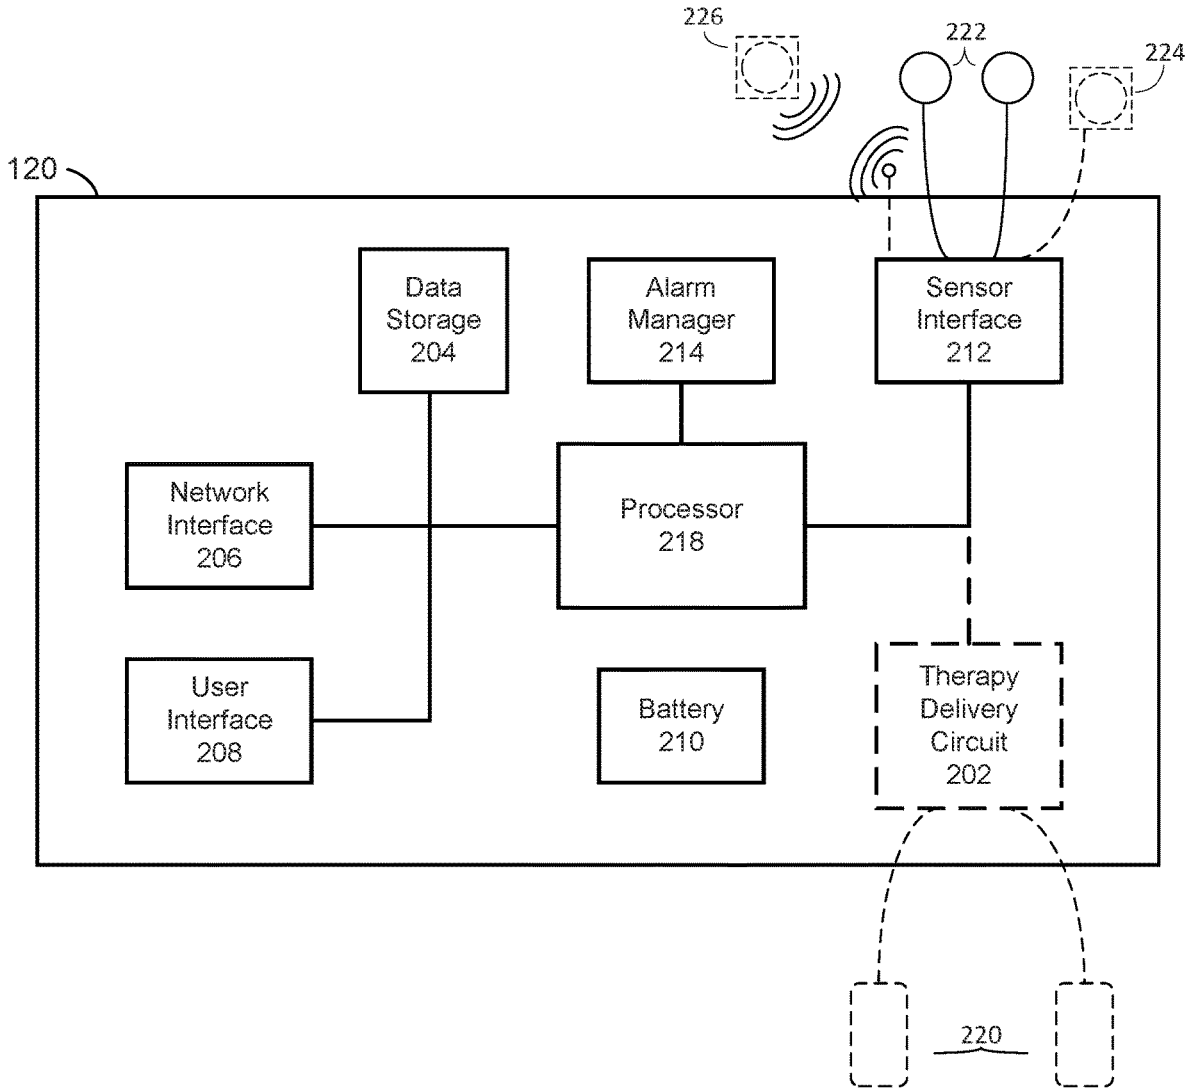 226
222
224
120
Data
Storage
204
Alarm
Manager
214
Sensor
Interface
212
Network
Interface
206
Processor
218
User
Interface
208
Battery
210
Therapy
Delivery
Circuit
202
220